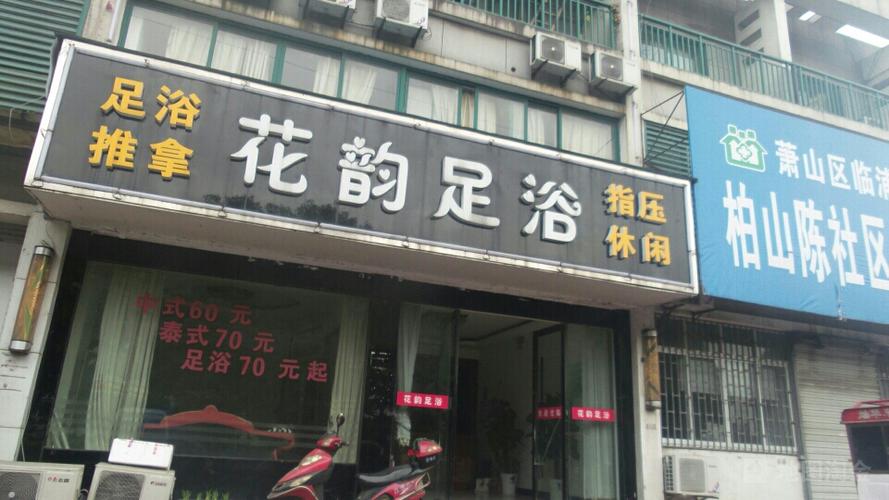 足浴
推拿
花韵足浴
指压
休闲
萧山区临浦
柏山陈社区
中式60元
泰式70元
足浴70元起
花韵足浴
花韵足浴